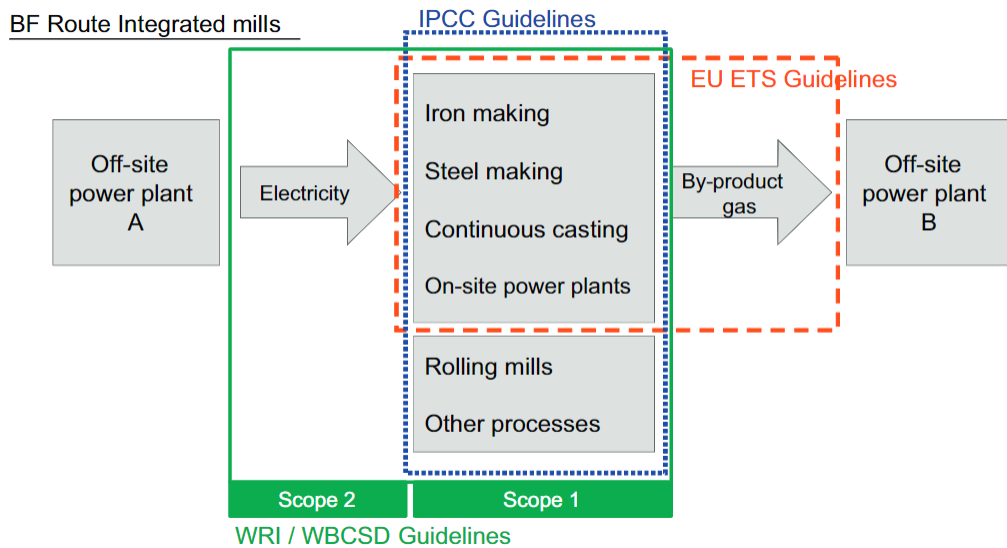 BF Route Integrated mills
IPCC Guidelines
EU ETS Guidelines
Off-site
power plant
A
Electricity
Iron making
Steel making
Continuous casting
On-site power plants
By-product
gas
Off-site
power plant
B
Rolling mills
Other processes
Scope 2
Scope 1
WRI / WBCSD Guidelines